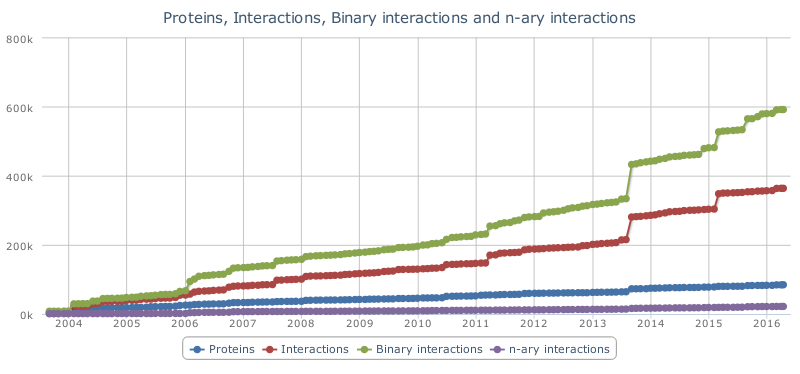 Proteins, Interactions, Binary interactions and n-ary interactions
800k
600k
400k
200k
0k
2004 2005 2006 2007 2008 2009 2010 2011 2012 2013 2014 2015 2016
Proteins Interactions Binary interactions n-ary interactions